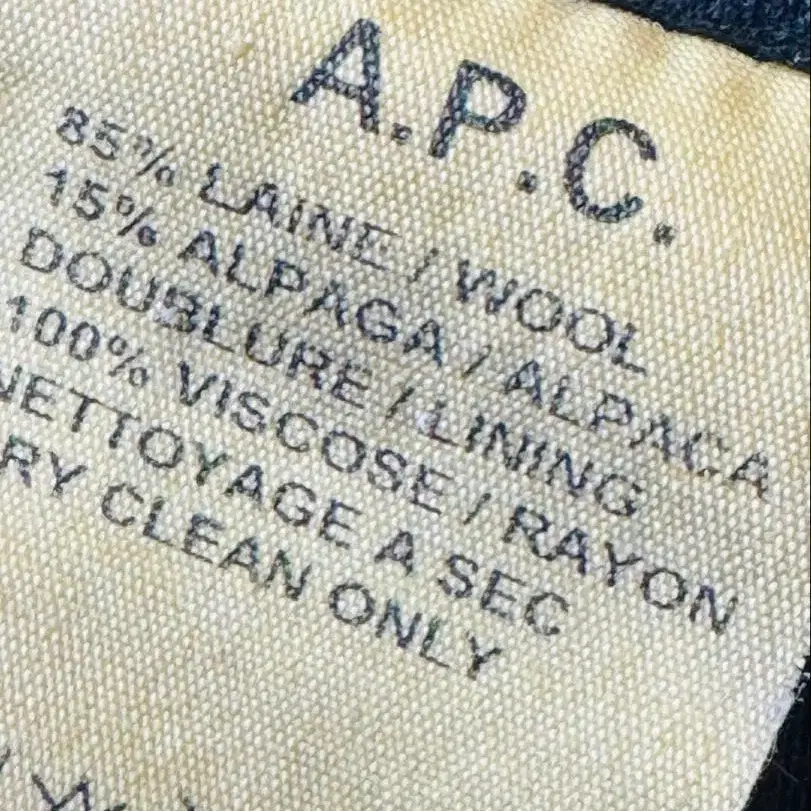 A.P.C.
85% LAINE / WOOL
15% ALPAGA / ALPACA
DOUBLURE / LINING
100% VISCOSE / RAYON
NETTOYAGE A SEC
RY CLEAN ONLY